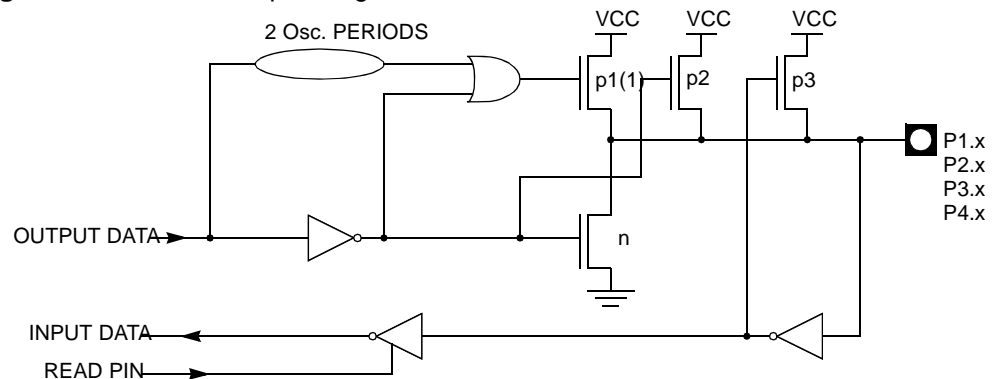 2 Osc. PERIODS
VCC
VCC
VCC
p1(1)
p2
p3
P1.x
P2.x
P3.x
P4.x
OUTPUT DATA
n
INPUT DATA
READ PIN